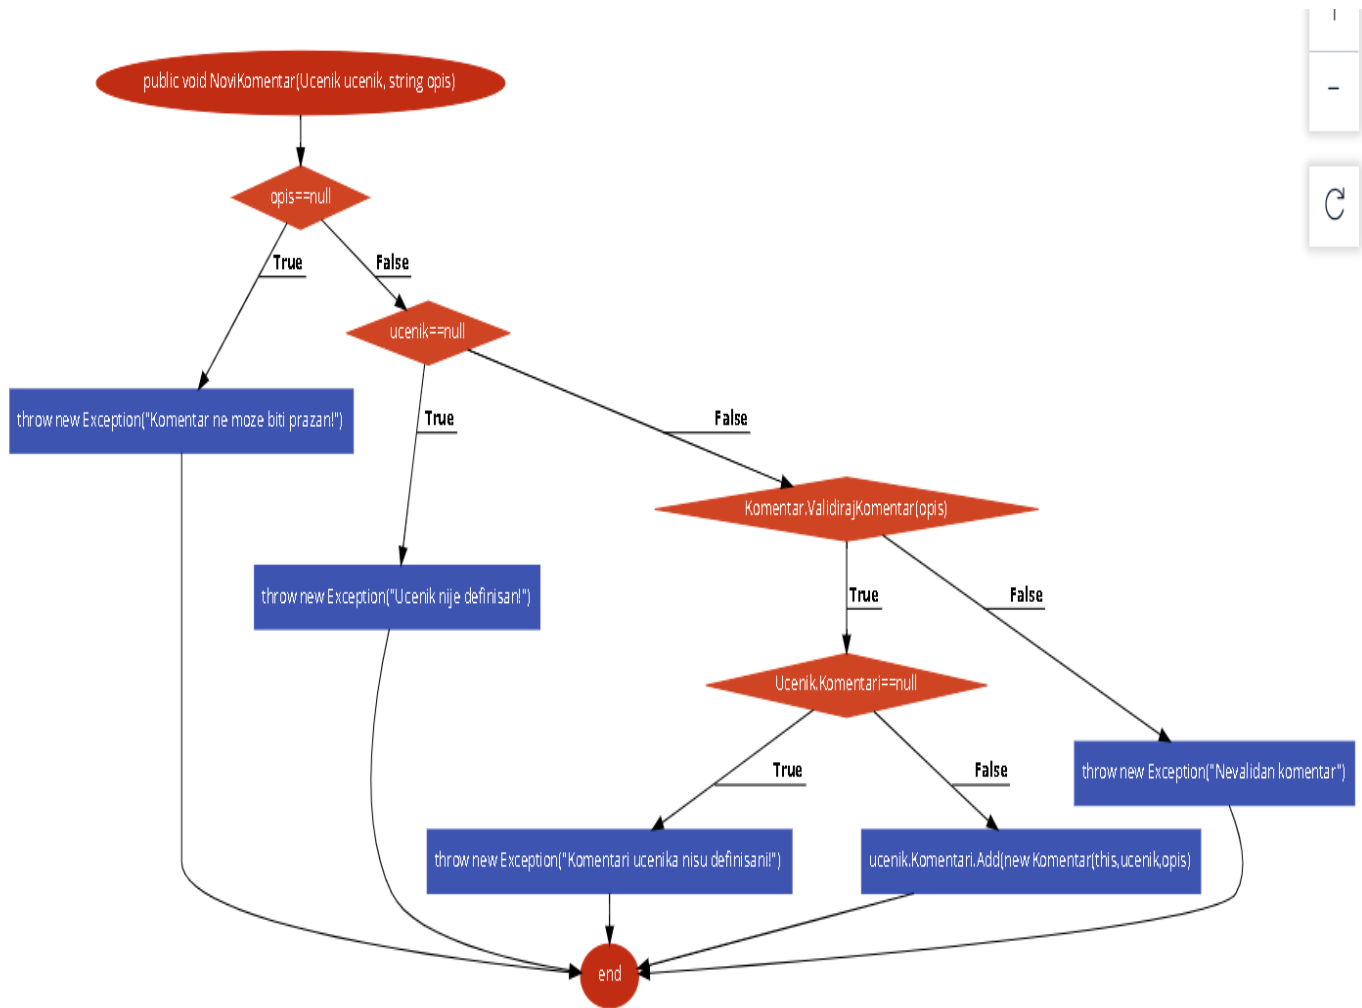 public void NoviKomentar(Ucenik ucenik, string opis)
opis==null
True
False
ucenik==null
throw new Exception("Komentar ne moze biti prazan!")
True
False
Komentar.ValidirajKomentar(opis)
throw new Exception("Ucenik nije definisan!")
True
False
Ucenik.Komentari==null
True
False
throw new Exception("Nevalidan komentar")
throw new Exception("Komentari ucenika nisu definisani!")
ucenik.Komentari.Add(new Komentar(this,ucenik,opis)
end